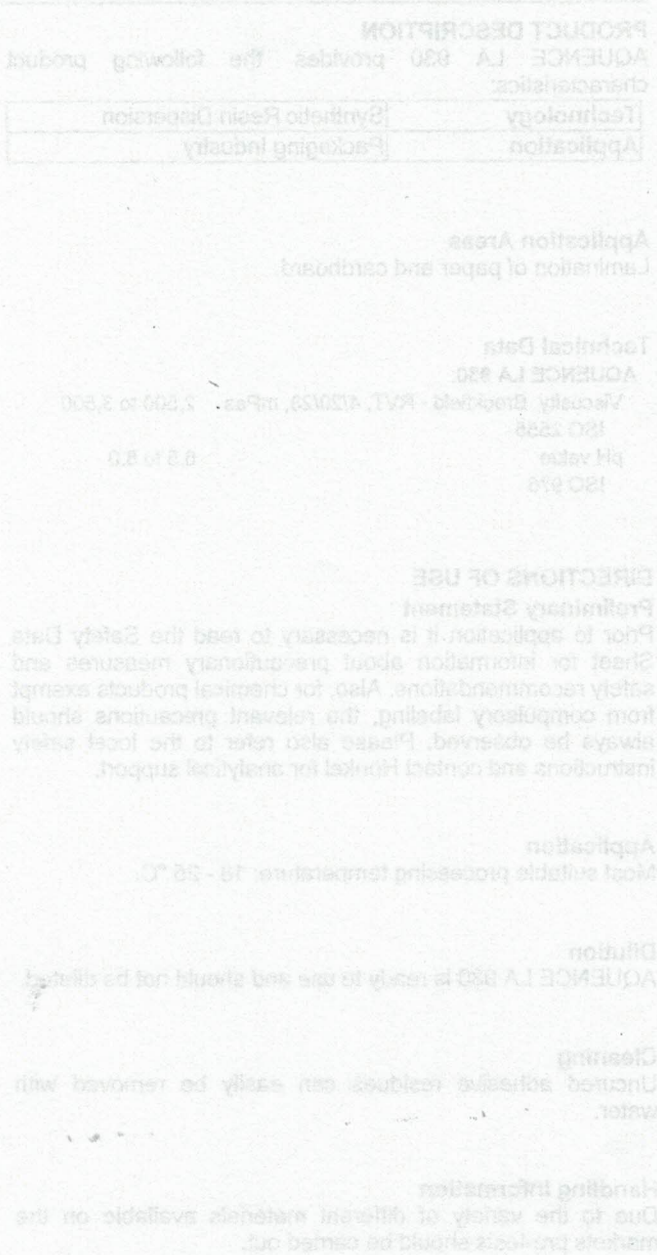 PRODUCT DESCRIPTION
AQUENCE LA 930 provides the following product
characteristics:
Technology Synthetic Resin Dispersion
Application Packaging Industry
Application Areas
Lamination of paper and cardboard.
Technical Data
AQUENCE LA 930:
Viscosity Brookfield - RVT, 4/20/20, mPas 2,500 to 3,500
ISO 2555
pH value
ISO 976
DIRECTIONS OF USE
Preliminary Statement
Prior to application it is necessary to read the Safety Data
Sheet for information about precautionary measures and
safety recommendations. Also, for chemical products exempt
from compulsory labeling, the relevant precautions should
always be observed. Please also refer to the local safety
instructions and contact Henkel for analytical support.
Application
Most suitable processing temperature: 18 - 25 °C.
Dilution
AQUENCE LA 930 is ready to use and should not be diluted.
Cleaning
Uncured adhesive residues can easily be removed with
water.
Handling Information
Due to the variety of different materials available on the
markets pre-tests should be carried out.